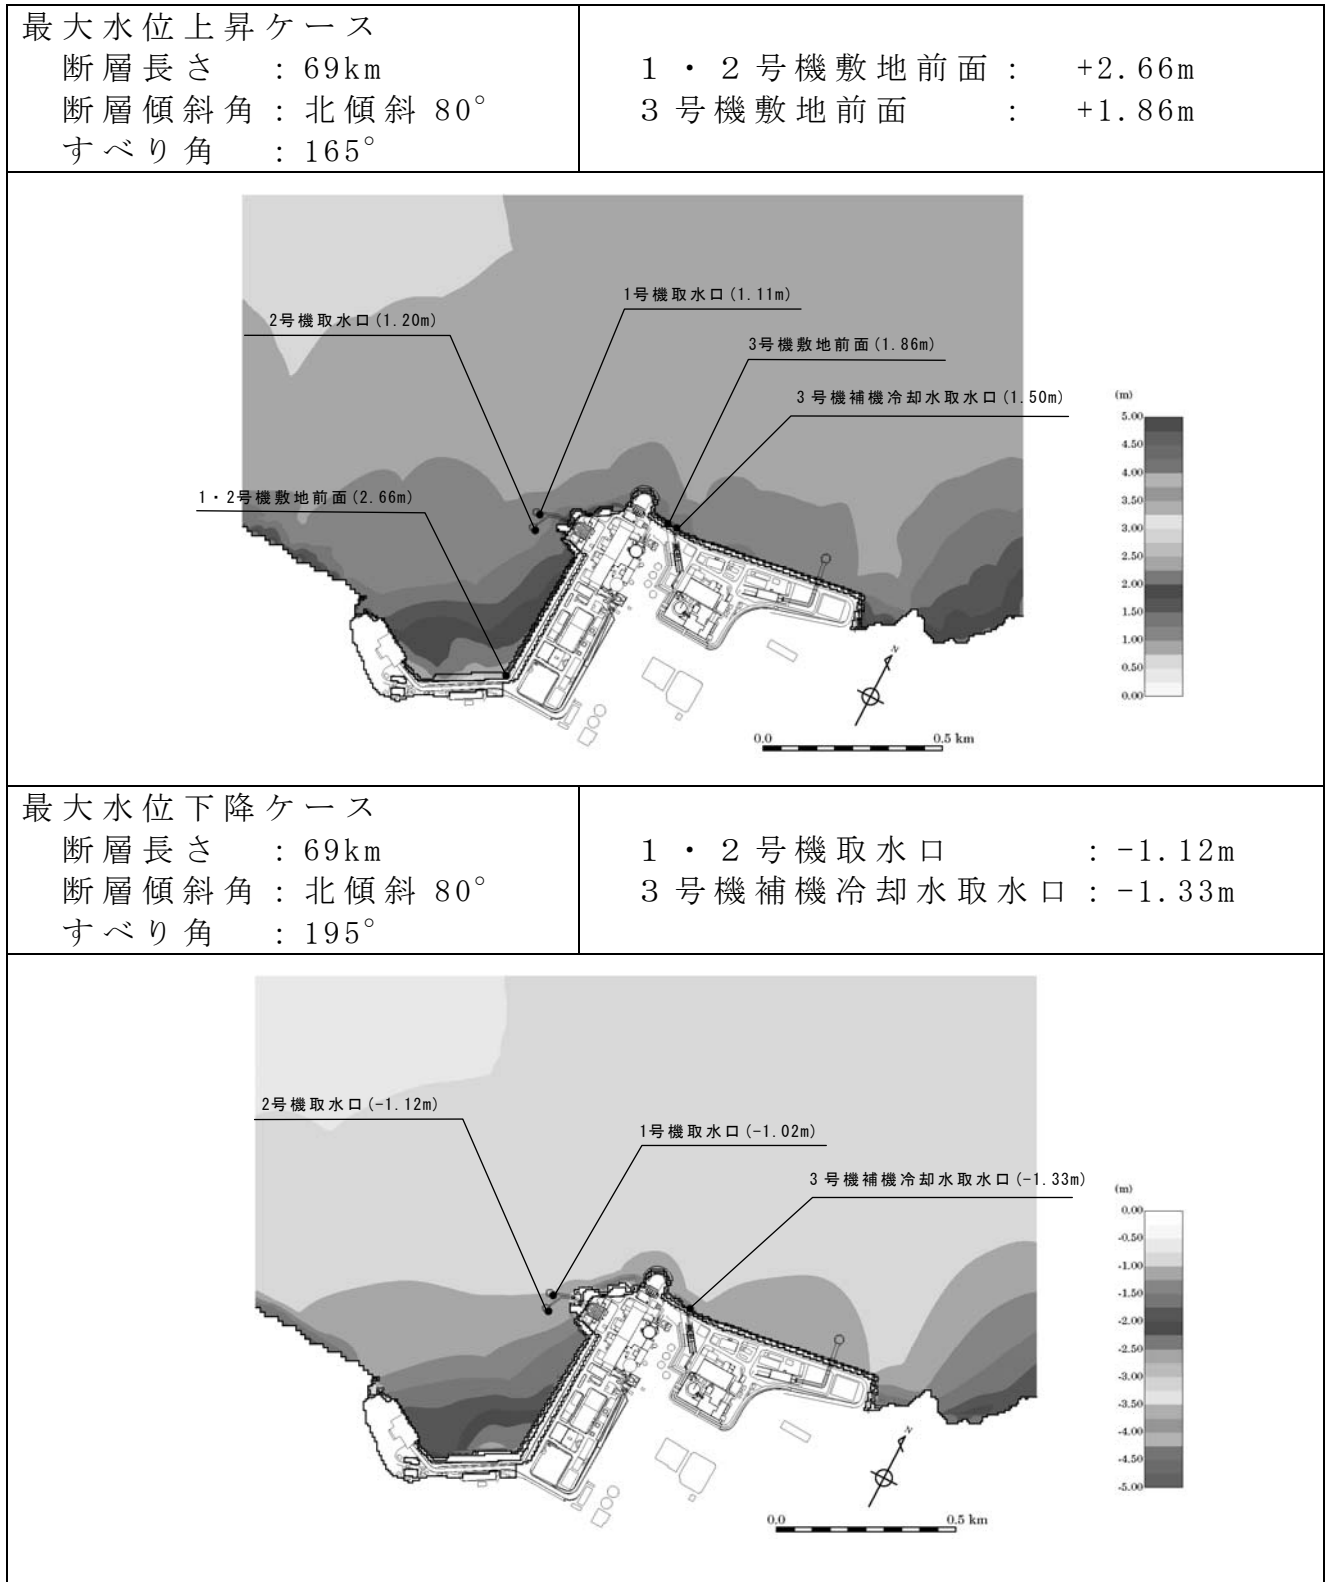 最大水位上昇ケース
断層長さ : 69km
断層傾斜角 : 北傾斜 80°
すべり角 : 165°
1・2号機敷地前面 : +2.66m
3号機敷地前面 : +1.86m
1号機取水口(1.11m)
2号機取水口(1.20m)
3号機敷地前面(1.86m)
3号機補機冷却水取水口(1.50m)
1・2号機敷地前面(2.66m)
(m)
5.00
4.50
4.00
3.50
3.00
2.50
2.00
1.50
1.00
0.50
0.00
N
0.0 0.5 km
最大水位下降ケース
断層長さ : 69km
断層傾斜角 : 北傾斜 80°
すべり角 : 195°
1・2号機取水口 : -1.12m
3号機補機冷却水取水口 : -1.33m
2号機取水口(-1.12m)
1号機取水口(-1.02m)
3号機補機冷却水取水口(-1.33m)
(m)
0.00
-0.50
-1.00
-1.50
-2.00
-2.50
-3.00
-3.50
-4.00
-4.50
-5.00
N
0.0 0.5 km